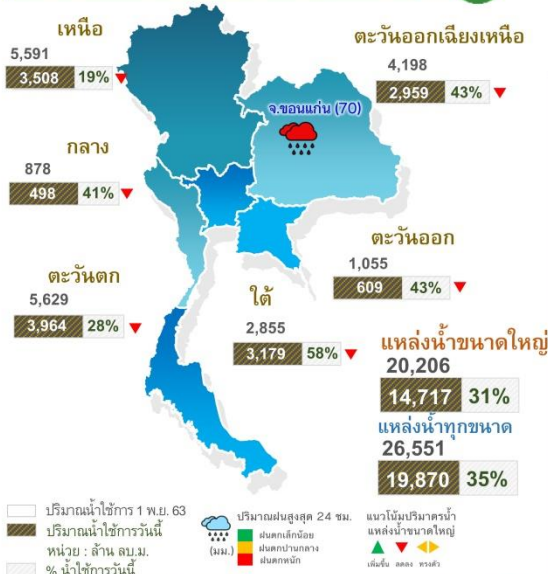 เหนือ
5,591
3,508 19%
ตะวันออกเฉียงเหนือ
4,198
2,959 43%
จ.ขอนแก่น (70)
กลาง
878
498 41%
ตะวันออก
1,055
609 43%
ตะวันตก
5,629
3,964 28%
ใต้
2,855
3,179 58%
แหล่งน้ำขนาดใหญ่
20,206
14,717 31%
แหล่งน้ำทุกขนาด
26,551
19,870 35%
ปริมาณน้ำใช้การ 1 พ.ย. 63
ปริมาณน้ำใช้การวันนี้
หน่วย : ล้าน ลบ.ม.
% น้ำใช้การวันนี้
ปริมาณฝนสูงสุด 24 ชม.
(มม.)
ฝนตกเล็กน้อย
ฝนตกปานกลาง
ฝนตกหนัก
แนวโน้มปริมาตรน้ำ
แหล่งน้ำขนาดใหญ่
เพิ่มขึ้น ลดลง ทรงตัว